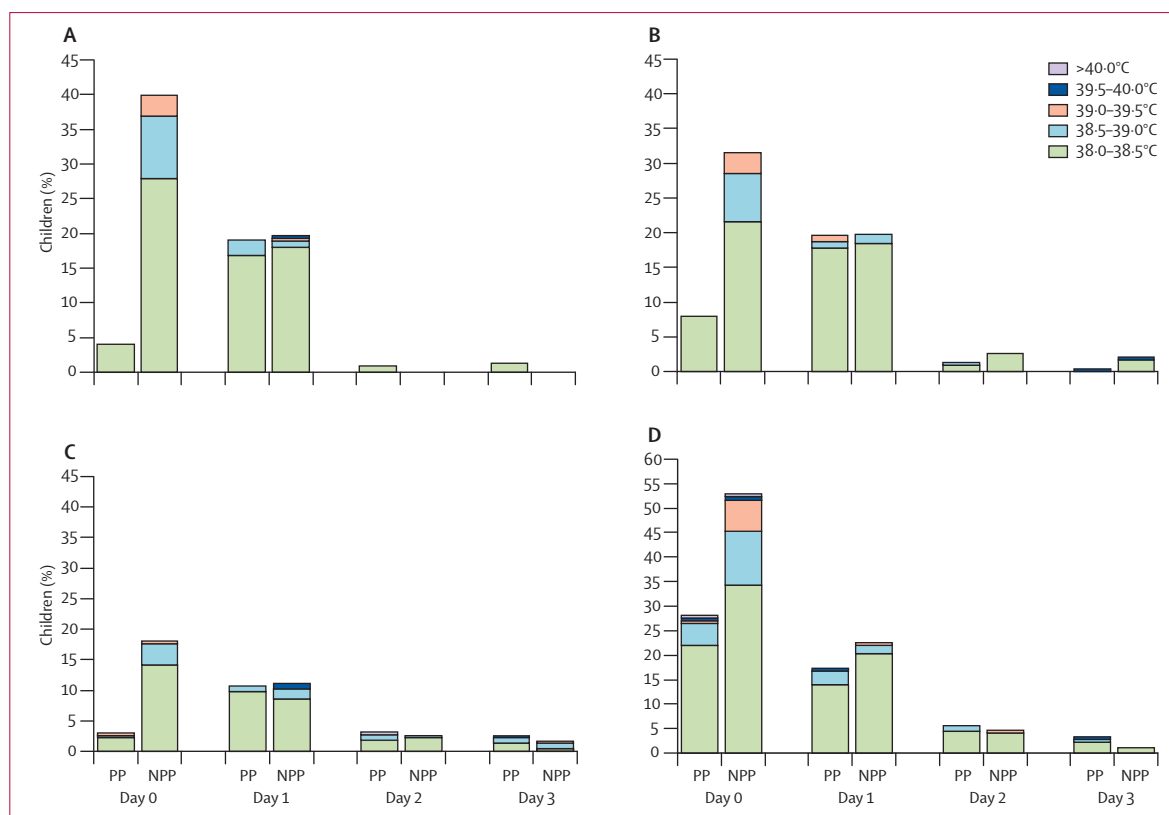 A
45
40
35
30
25
20
15
10
5
0
Children (%)
B
45
40
35
30
25
20
15
10
5
0
>40·0°C
39·5–40·0°C
39·0–39·5°C
38·5–39·0°C
38·0–38·5°C
C
45
40
35
30
25
20
15
10
5
0
Children (%)
PP NPP PP NPP PP NPP PP NPP
Day 0 Day 1 Day 2 Day 3
D
60
55
50
45
40
35
30
25
20
15
10
5
0
PP NPP PP NPP PP NPP PP NPP
Day 0 Day 1 Day 2 Day 3